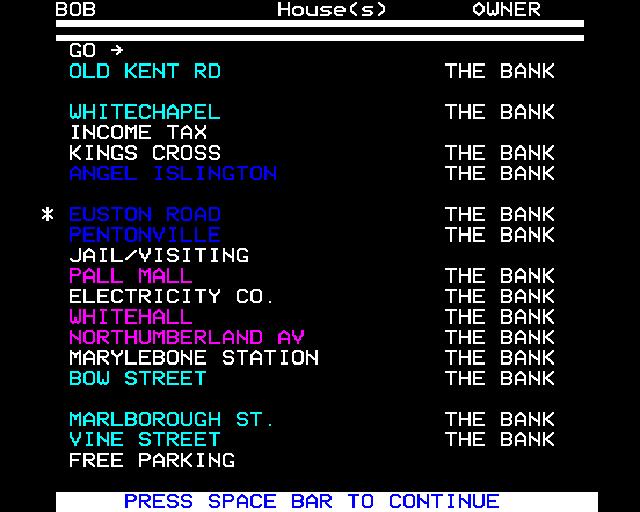 BOB House(s) OWNER
GO →
OLD KENT RD THE BANK
WHITECHAPEL THE BANK
INCOME TAX
KINGS CROSS THE BANK
ANGEL ISLINGTON THE BANK
* EUSTON ROAD THE BANK
PENTONVILLE THE BANK
JAIL/VISITING
PALL MALL THE BANK
ELECTRICITY CO. THE BANK
WHITEHALL THE BANK
NORTHUMBERLAND AV THE BANK
MARYLEBONE STATION THE BANK
BOW STREET THE BANK
MARLBOROUGH ST. THE BANK
VINE STREET THE BANK
FREE PARKING
PRESS SPACE BAR TO CONTINUE